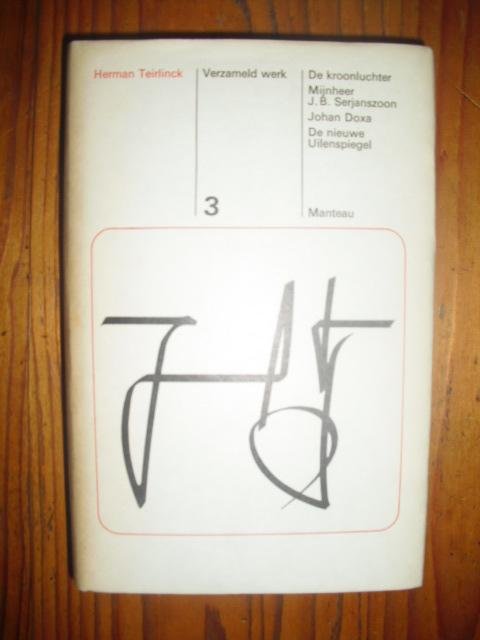 Herman Teirlinck
Verzameld werk
3
De kroonluchter
Mijnheer
J. B. Serjanszoon
Johan Doxa
De nieuwe
Uilenspiegel
Manteau